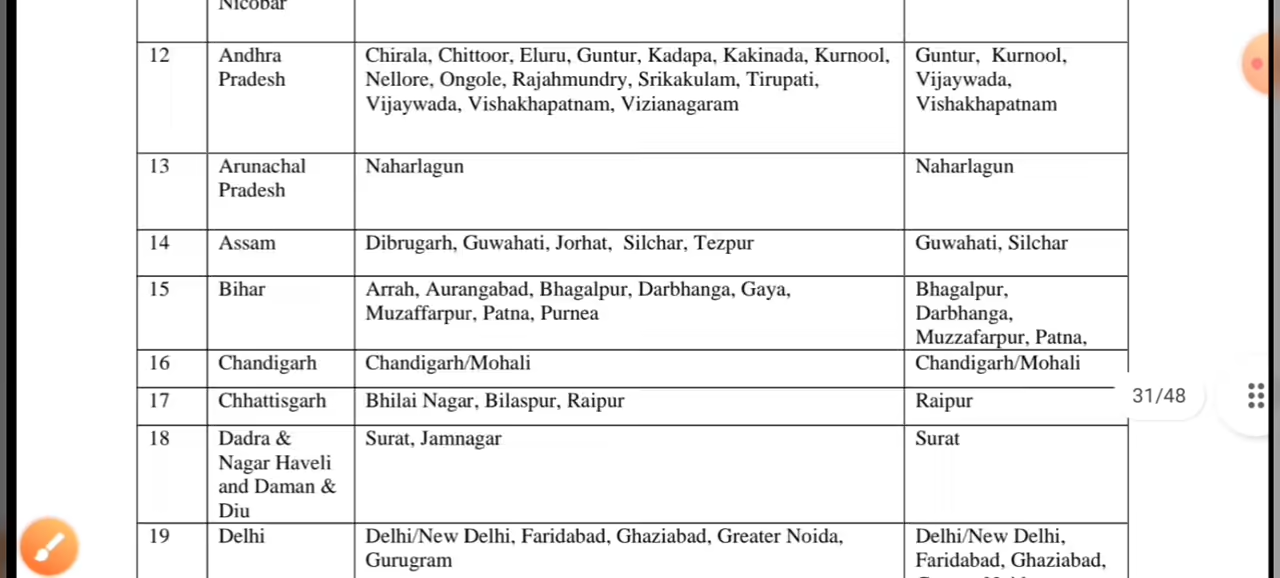 Nicobar
12 Andhra Pradesh Chirala, Chittoor, Eluru, Guntur, Kadapa, Kakinada, Kurnool, Guntur, Kurnool,
Nellore, Ongole, Rajahmundry, Srikakulam, Tirupati, Vijaywada,
Vijaywada, Vishakhapatnam, Vizianagaram Vishakhapatnam
13 Arunachal Naharlagun Naharlagun
Pradesh
14 Assam Dibrugarh, Guwahati, Jorhat, Silchar, Tezpur Guwahati, Silchar
15 Bihar Arrah, Aurangabad, Bhagalpur, Darbhanga, Gaya, Bhagalpur,
Muzaffarpur, Patna, Purnea Darbhanga,
Muzzafarpur, Patna,
16 Chandigarh Chandigarh/Mohali Chandigarh/Mohali
17 Chhattisgarh Bhilai Nagar, Bilaspur, Raipur Raipur
31/48
18 Dadra & Surat, Jamnagar Surat
Nagar Haveli
and Daman &
Diu
19 Delhi Delhi/New Delhi, Faridabad, Ghaziabad, Greater Noida, Delhi/New Delhi,
Gurugram Faridabad, Ghaziabad,